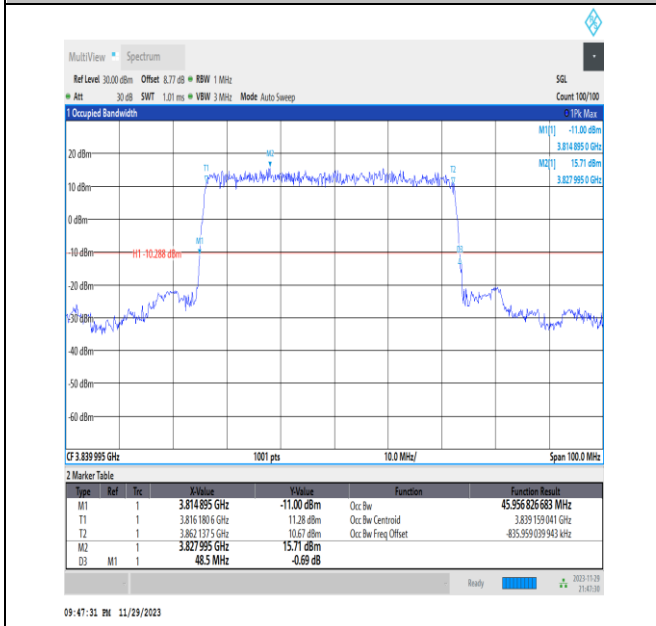 MultiView Spectrum
Ref Level 30.00 dBm Offset 8.77 dB RBW 1 MHz SGL
Att 30 dB SWT 1.01 ms VBW 3 MHz Mode Auto Sweep Count 100/100
1 Occupied Bandwidth 1Pk Max
M1[1] -11.00 dBm
3.814 895 0 GHz
M2[1] 15.71 dBm
3.827 995 0 GHz
20 dBm
M2
T1
T2
10 dBm
0 dBm
M1
-10 dBm
H1 -10.288 dBm
-20 dBm
-30 dBm
-40 dBm
-50 dBm
-60 dBm
CF 3.839 995 GHz 1001 pts 10.0 MHz/ Span 100.0 MHz
2 Marker Table
Type Ref Trc X-Value Y-Value Function Function Result
M1 1 3.814 895 GHz -11.00 dBm Occ Bw 45.956 826 683 MHz
T1 1 3.816 180 6 GHz 11.28 dBm Occ Bw Centroid 3.839 159 041 GHz
T2 1 3.862 137 5 GHz 10.67 dBm Occ Bw Freq Offset -835.959 039 943 kHz
M2 1 3.827 995 GHz 15.71 dBm
D3 M1 1 48.5 MHz -0.69 dB
Ready 2023-11-29
21:47:30
09:47:31 PM 11/29/2023